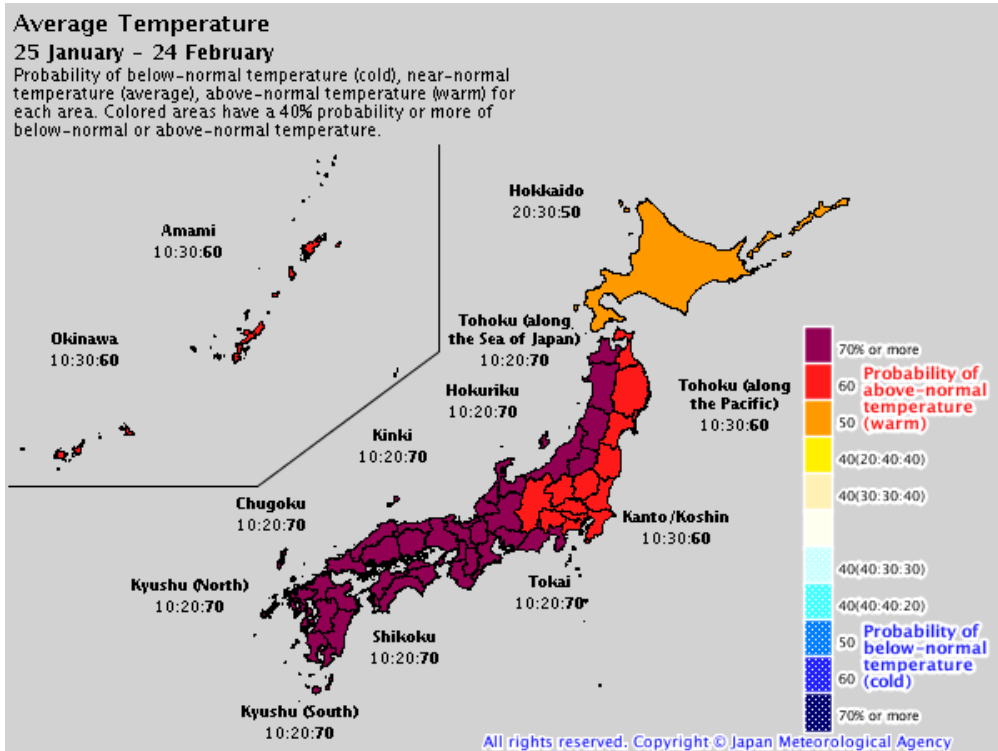 Average Temperature
25 January - 24 February
Probability of below-normal temperature (cold), near-normal
temperature (average), above-normal temperature (warm) for
each area. Colored areas have a 40% probability or more of
below-normal or above-normal temperature.
Hokkaido
20:30:50
Amami
10:30:60
Okinawa
10:30:60
Tohoku (along
the Sea of Japan)
10:20:70
Hokuriku
10:20:70
Tohoku (along
the Pacific)
10:30:60
Kinki
10:20:70
Chugoku
10:20:70
Kanto/Koshin
10:30:60
Kyushu (North)
10:20:70
Tokai
10:20:70
Shikoku
10:20:70
Kyushu (South)
10:20:70
70% or more
60
Probability of
above-normal
temperature
(warm)
50
40(20:40:40)
40(30:30:40)
40(40:30:30)
40(40:40:20)
50
Probability of
below-normal
temperature
(cold)
60
70% or more
All rights reserved. Copyright © Japan Meteorological Agency